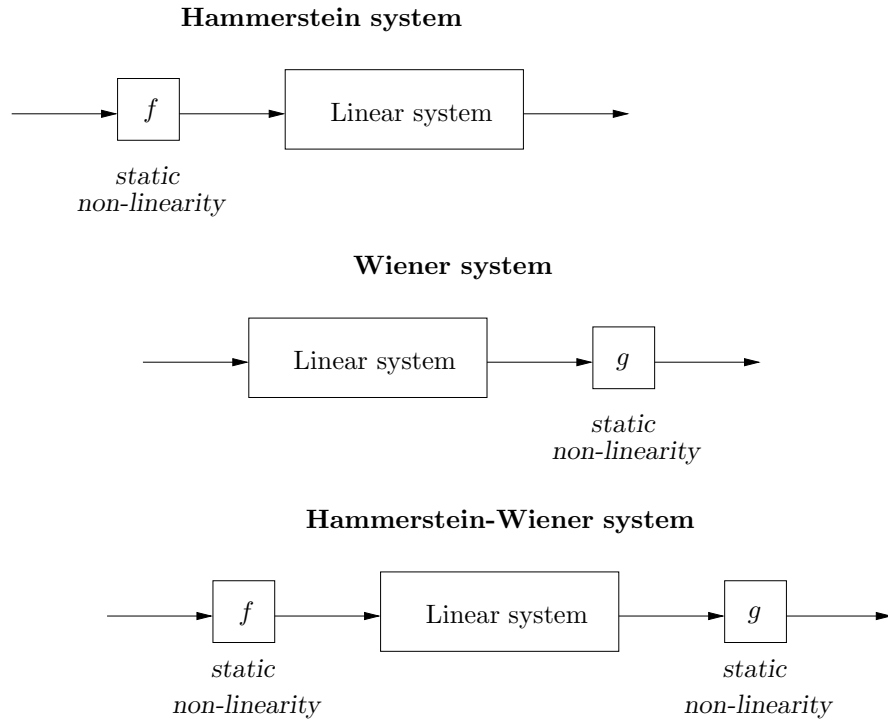 Hammerstein system
f
Linear system
static
non-linearity
Wiener system
Linear system
g
static
non-linearity
Hammerstein-Wiener system
f
Linear system
g
static
non-linearity
static
non-linearity